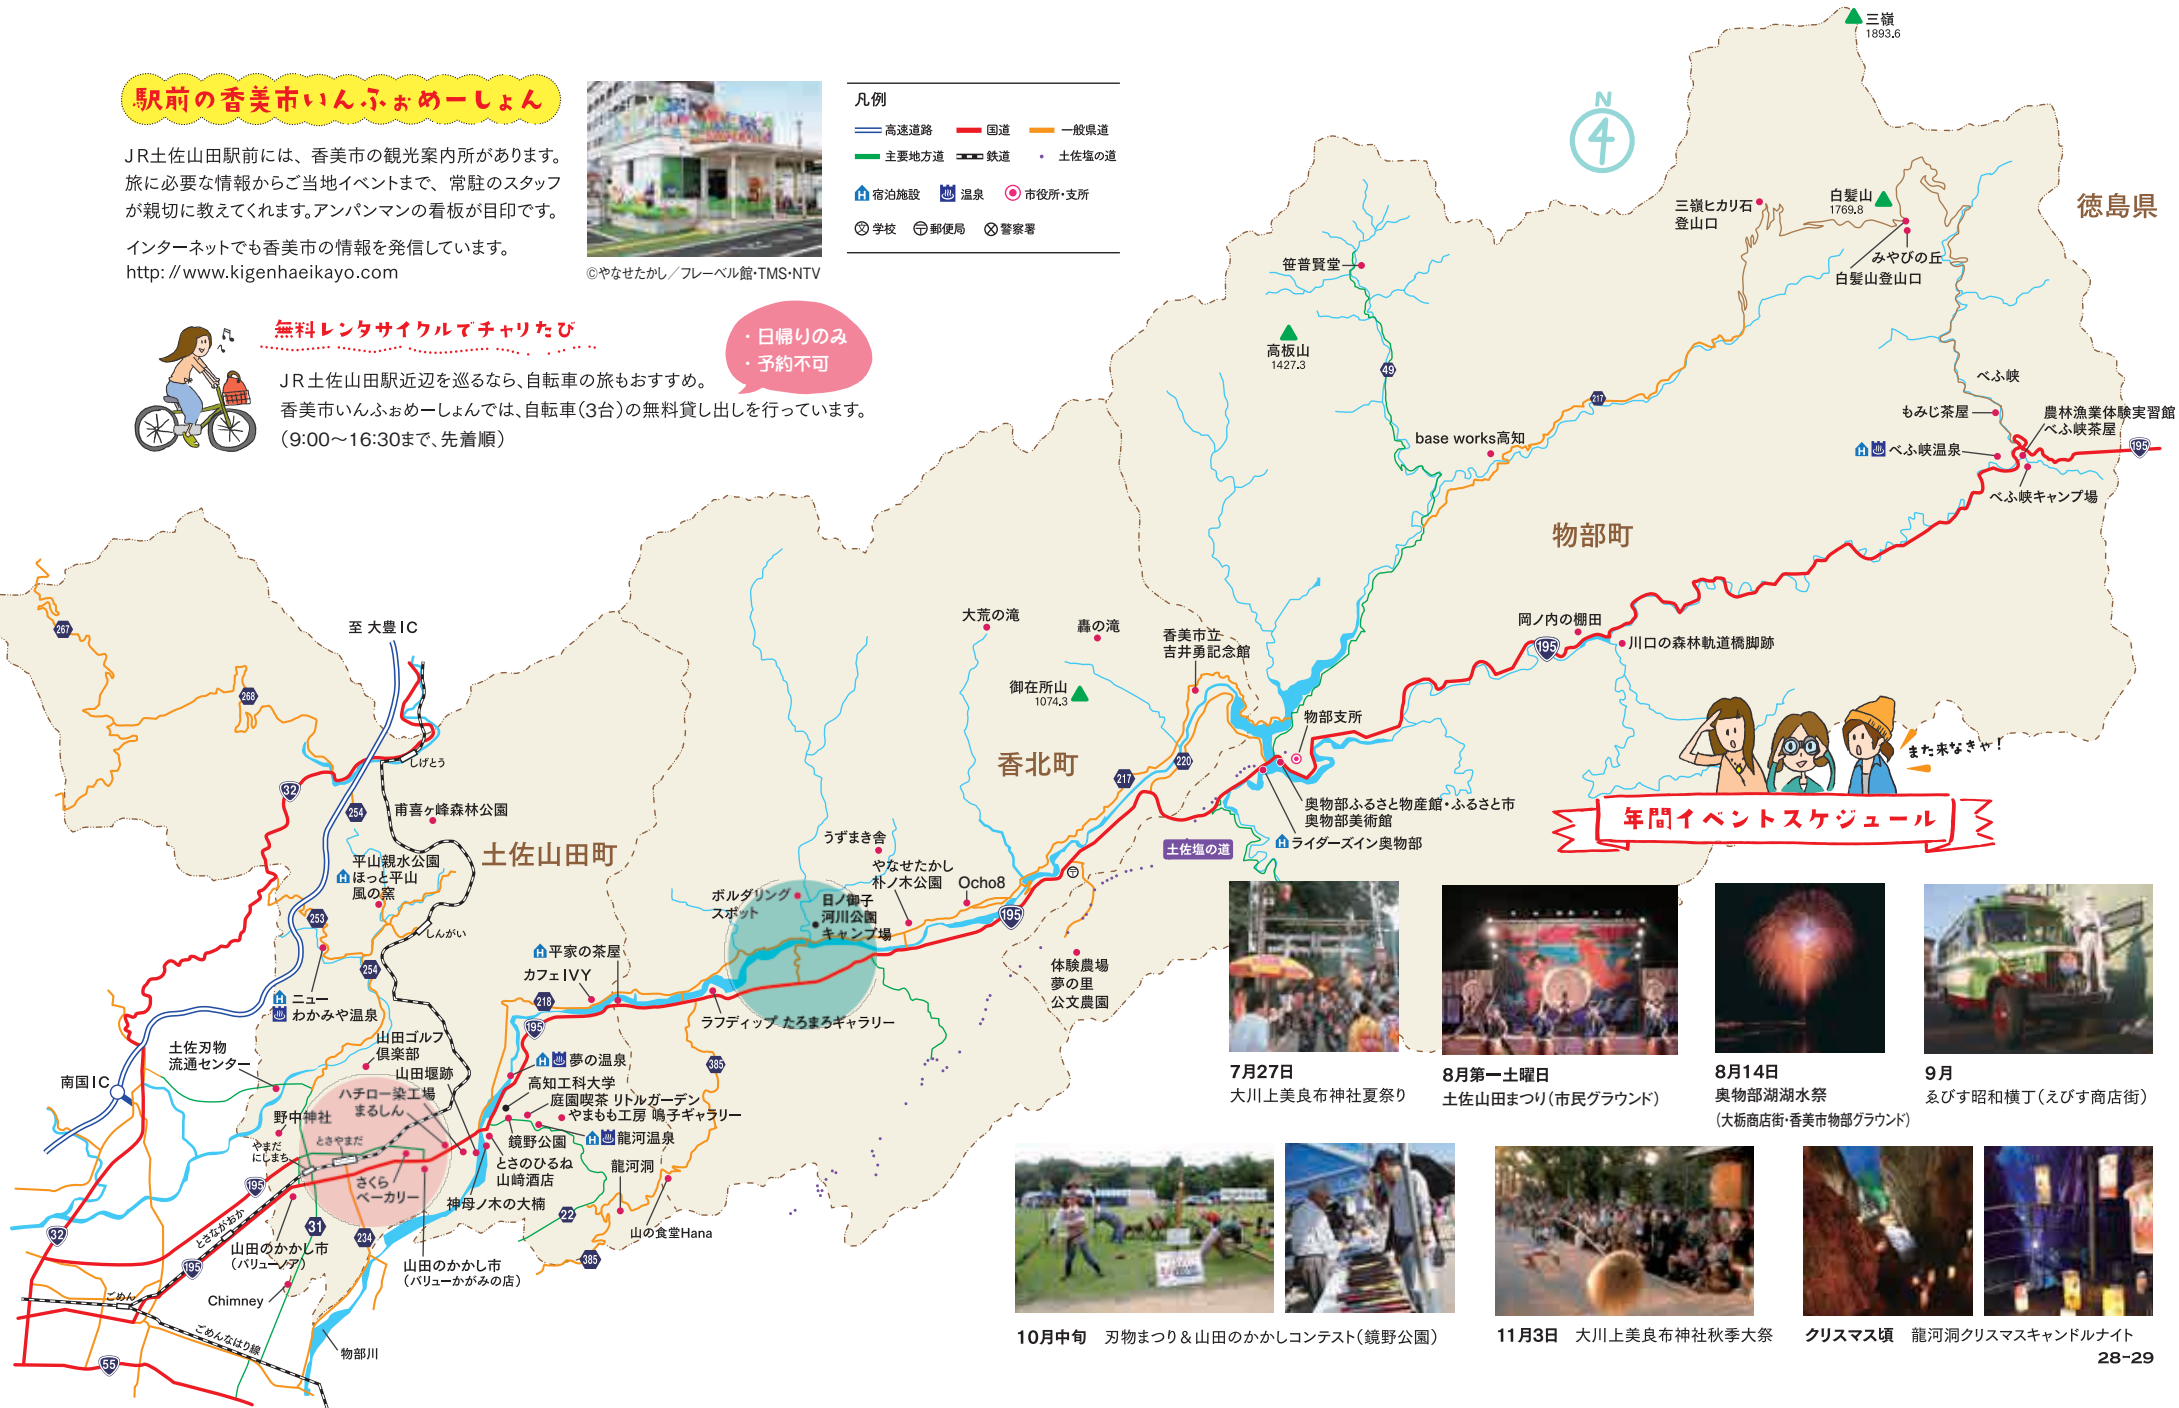 駅前の香美市いんふぉめーしょん
JR土佐山田駅前には、香美市の観光案内所があります。
旅に必要な情報からご当地イベントまで、常駐のスタッフ
が親切に教えてくれます。アンパンマンの看板が目印です。
インターネットでも香美市の情報を発信しています。
http://www.kigenhaeikayo.com
©やなせたかし／フレーベル館・TMS・NTV
凡例
高速道路
国道
一般県道
主要地方道
鉄道
土佐塩の道
宿泊施設
温泉
市役所・支所
学校
郵便局
警察署
無料レンタサイクルでチャリたび
・日帰りのみ
・予約不可
JR土佐山田駅近辺を巡るなら、自転車の旅もおすすめ。
香美市いんふぉめーしょんでは、自転車（3台）の無料貸し出しを行っています。
（9:00〜16:30まで、先着順）
N
三嶺
1893.6
徳島県
白髪山
1769.8
三嶺ヒカリ石
登山口
みやびの丘
白髪山登山口
笹普賢堂
高板山
1427.3
49
217
base works高知
べふ峡
もみじ茶屋
農林漁業体験実習館
べふ峡茶屋
195
べふ峡温泉
べふ峡キャンプ場
物部町
岡ノ内の棚田
195
川口の森林軌道橋脚跡
大荒の滝
轟の滝
香美市立
吉井勇記念館
御在所山
1074.3
物部支所
香北町
217
220
奥物部ふるさと物産館・ふるさと市
奥物部美術館
ライダーズイン奥物部
土佐塩の道
267
268
至 大豊IC
しげとう
32
254
甫喜ヶ峰森林公園
土佐山田町
平山親水公園
ほっと平山
風の窯
253
しんがい
254
ニュー
わかみや温泉
うずまき舎
やなせたかし
朴ノ木公園
Ocho8
ボルダリング
スポット
日ノ御子
河川公園
キャンプ場
195
体験農場
夢の里
公文農園
平家の茶屋
カフェIVY
218
195
ラフディップ
たろまろギャラリー
385
土佐刃物
流通センター
山田ゴルフ
倶楽部
山田堰跡
南国IC
ハチロー染工場
まるしん
野中神社
とさやまだ
やまだ
にしまち
さくら
ベーカリー
夢の温泉
高知工科大学
庭園喫茶 リトルガーデン
やまもも工房 鳴子ギャラリー
龍河温泉
鏡野公園
とさのひるね
山﨑酒店
龍河洞
神母ノ木の大楠
22
山の食堂Hana
385
195
31
234
32
とさながおか
195
山田のかかし市
（バリューノア）
山田のかかし市
（バリューかがみの店）
Chimney
ごめん
ごめんなはり線
55
物部川
また来なきゃ！
年間イベントスケジュール
7月27日
大川上美良布神社夏祭り
8月第一土曜日
土佐山田まつり（市民グラウンド）
8月14日
奥物部湖湖水祭
（大栃商店街・香美市物部グラウンド）
9月
ゑびす昭和横丁（えびす商店街）
10月中旬 刃物まつり＆山田のかかしコンテスト（鏡野公園）
11月3日 大川上美良布神社秋季大祭
クリスマス頃 龍河洞クリスマスキャンドルナイト
28-29